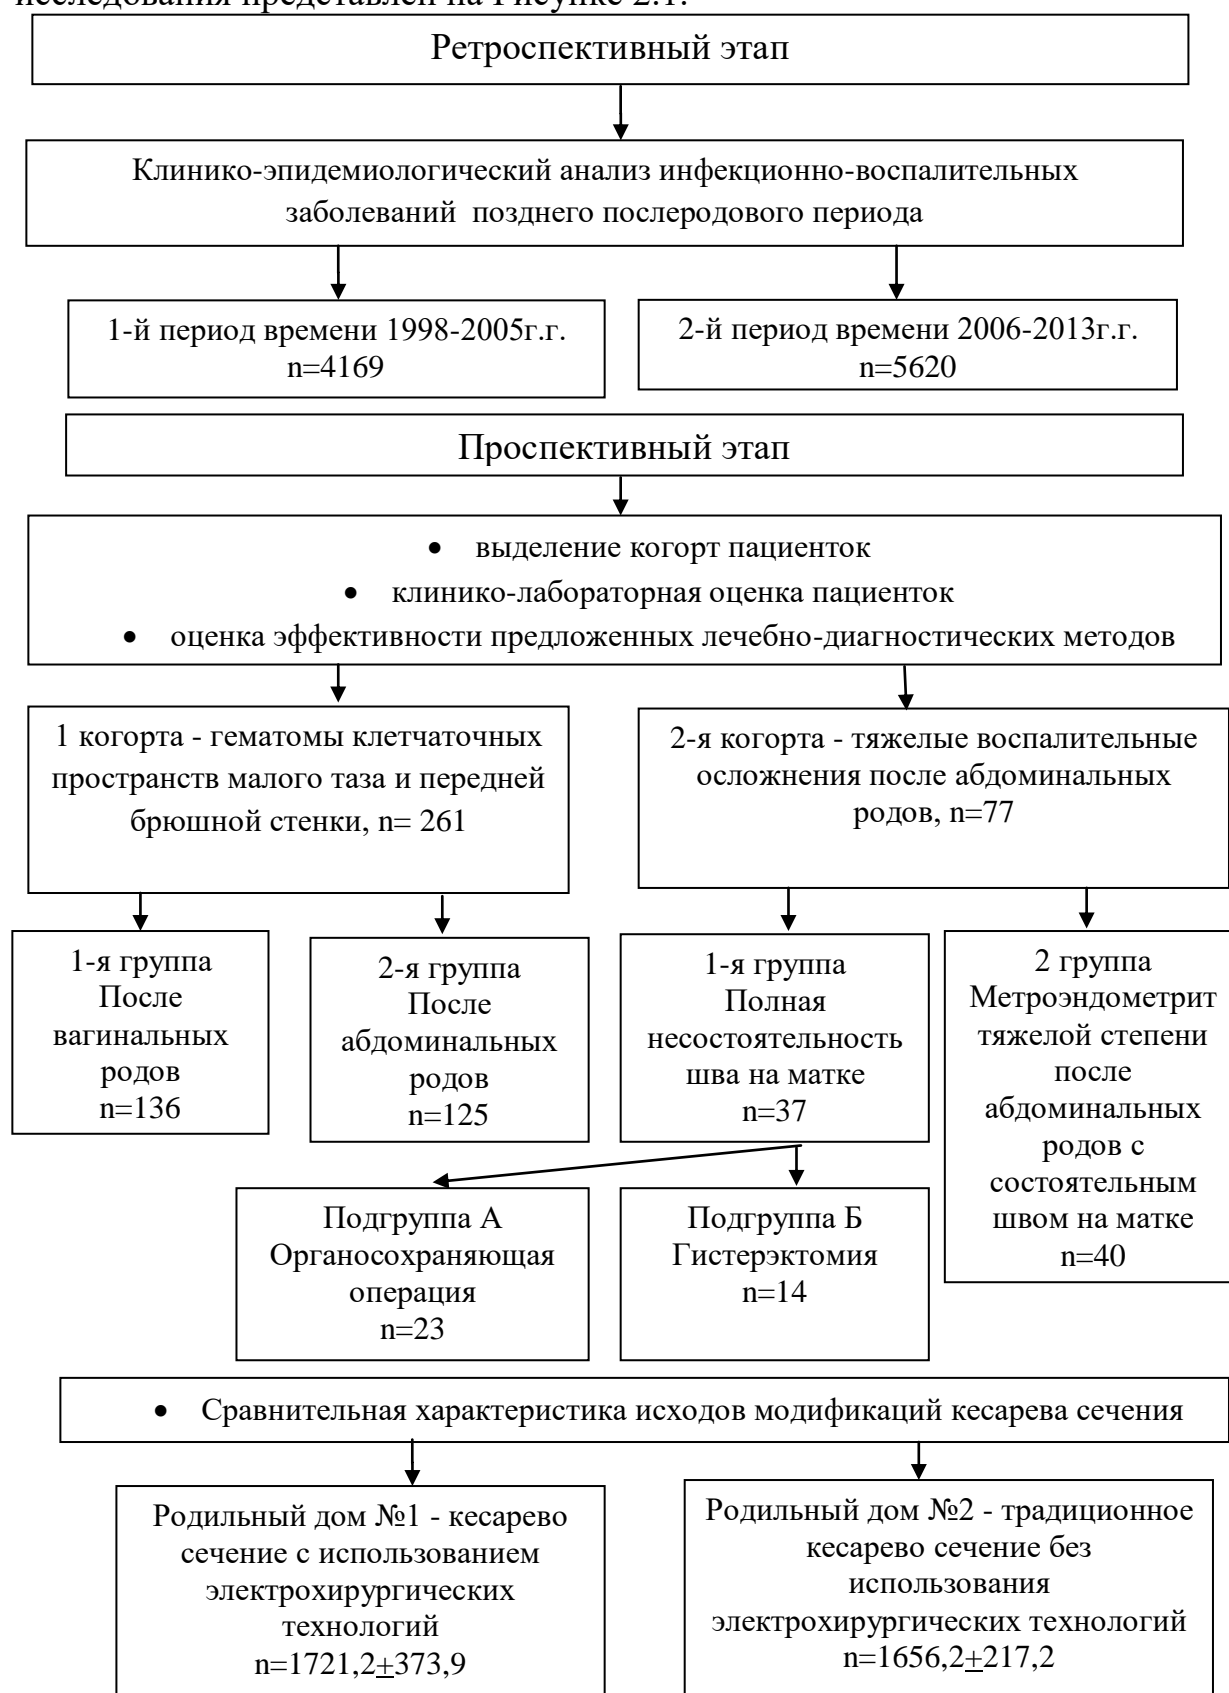 исследования представлен на Рисунке 2.1.
Ретроспективный этап
Клинико-эпидемиологический анализ инфекционно-воспалительных
заболеваний позднего послеродового периода
1-й период времени 1998-2005г.г.
n=4169
2-й период времени 2006-2013г.г.
n=5620
Проспективный этап
• выделение когорт пациенток
• клинико-лабораторная оценка пациенток
• оценка эффективности предложенных лечебно-диагностических методов
1 когорта - гематомы клетчаточных
пространств малого таза и передней
брюшной стенки, n= 261
2-я когорта - тяжелые воспалительные
осложнения после абдоминальных
родов, n=77
1-я группа
После
вагинальных
родов
n=136
2-я группа
После
абдоминальных
родов
n=125
1-я группа
Полная
несостоятельность
шва на матке
n=37
2 группа
Метроэндометрит
тяжелой степени
после
абдоминальных
родов с
состоятельным
швом на матке
n=40
Подгруппа А
Органосохраняющая
операция
n=23
Подгруппа Б
Гистерэктомия
n=14
• Сравнительная характеристика исходов модификаций кесарева сечения
Родильный дом №1 - кесарево
сечение с использованием
электрохирургических
технологий
n=1721,2±373,9
Родильный дом №2 - традиционное
кесарево сечение без
использования
электрохирургических технологий
n=1656,2±217,2